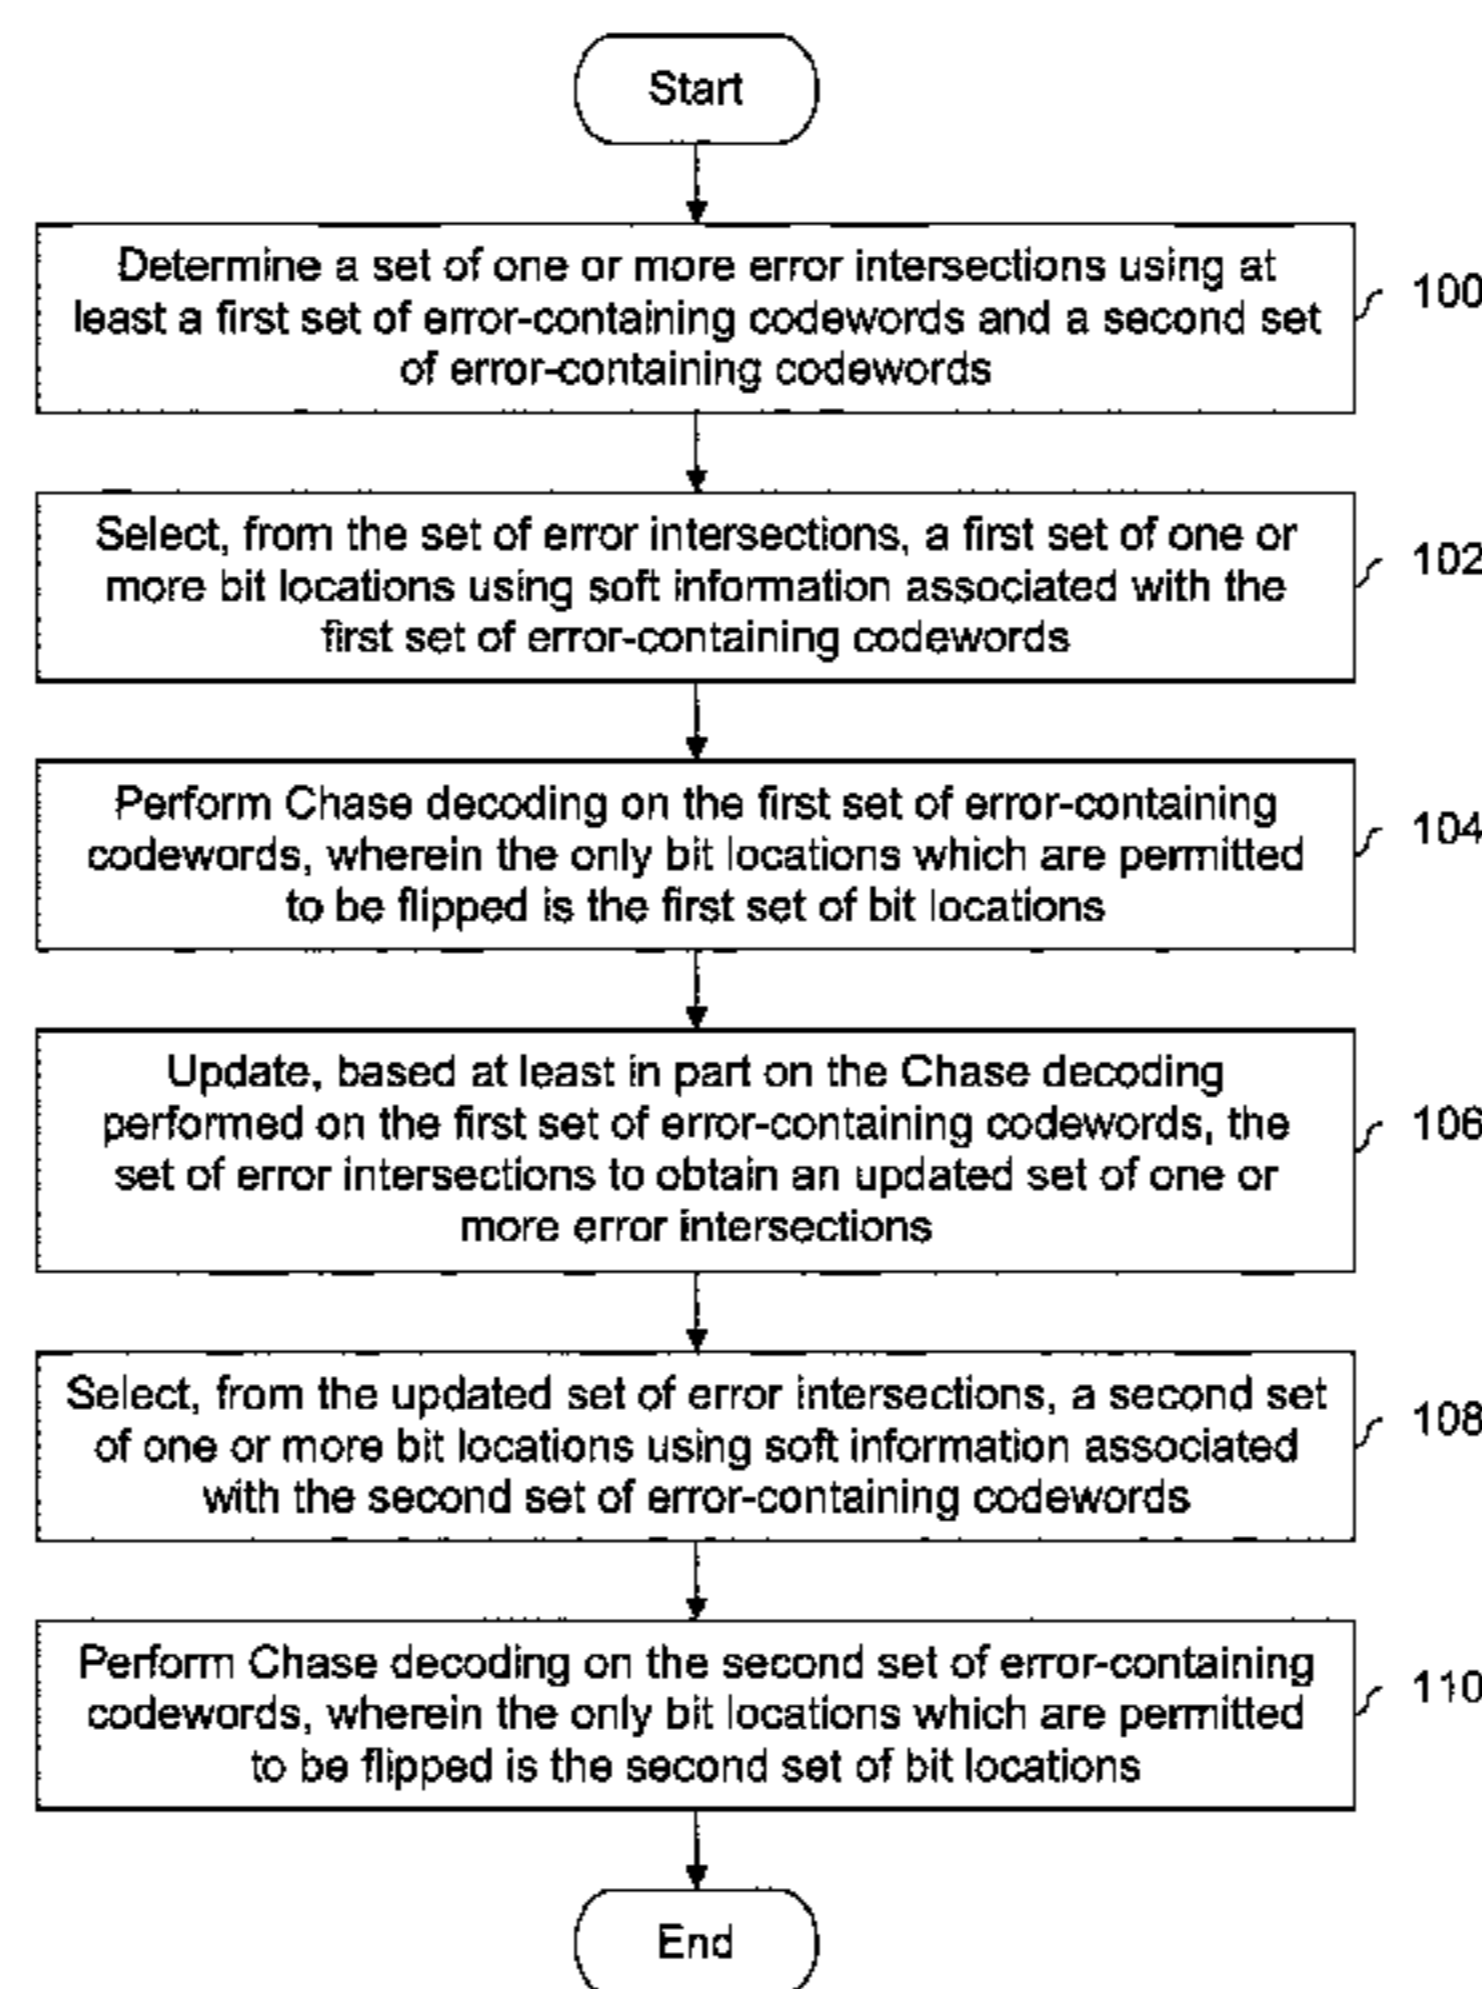 Start
Determine a set of one or more error intersections using at
least a first set of error-containing codewords and a second set
of error-containing codewords
100
Select, from the set of error intersections, a first set of one or
more bit locations using soft information associated with the
first set of error-containing codewords
102
Perform Chase decoding on the first set of error-containing
codewords, wherein the only bit locations which are permitted
to be flipped is the first set of bit locations
104
Update, based at least in part on the Chase decoding
performed on the first set of error-containing codewords, the
set of error intersections to obtain an updated set of one or
more error intersections
106
Select, from the updated set of error intersections, a second set
of one or more bit locations using soft information associated
with the second set of error-containing codewords
108
Perform Chase decoding on the second set of error-containing
codewords, wherein the only bit locations which are permitted
to be flipped is the second set of bit locations
110
End